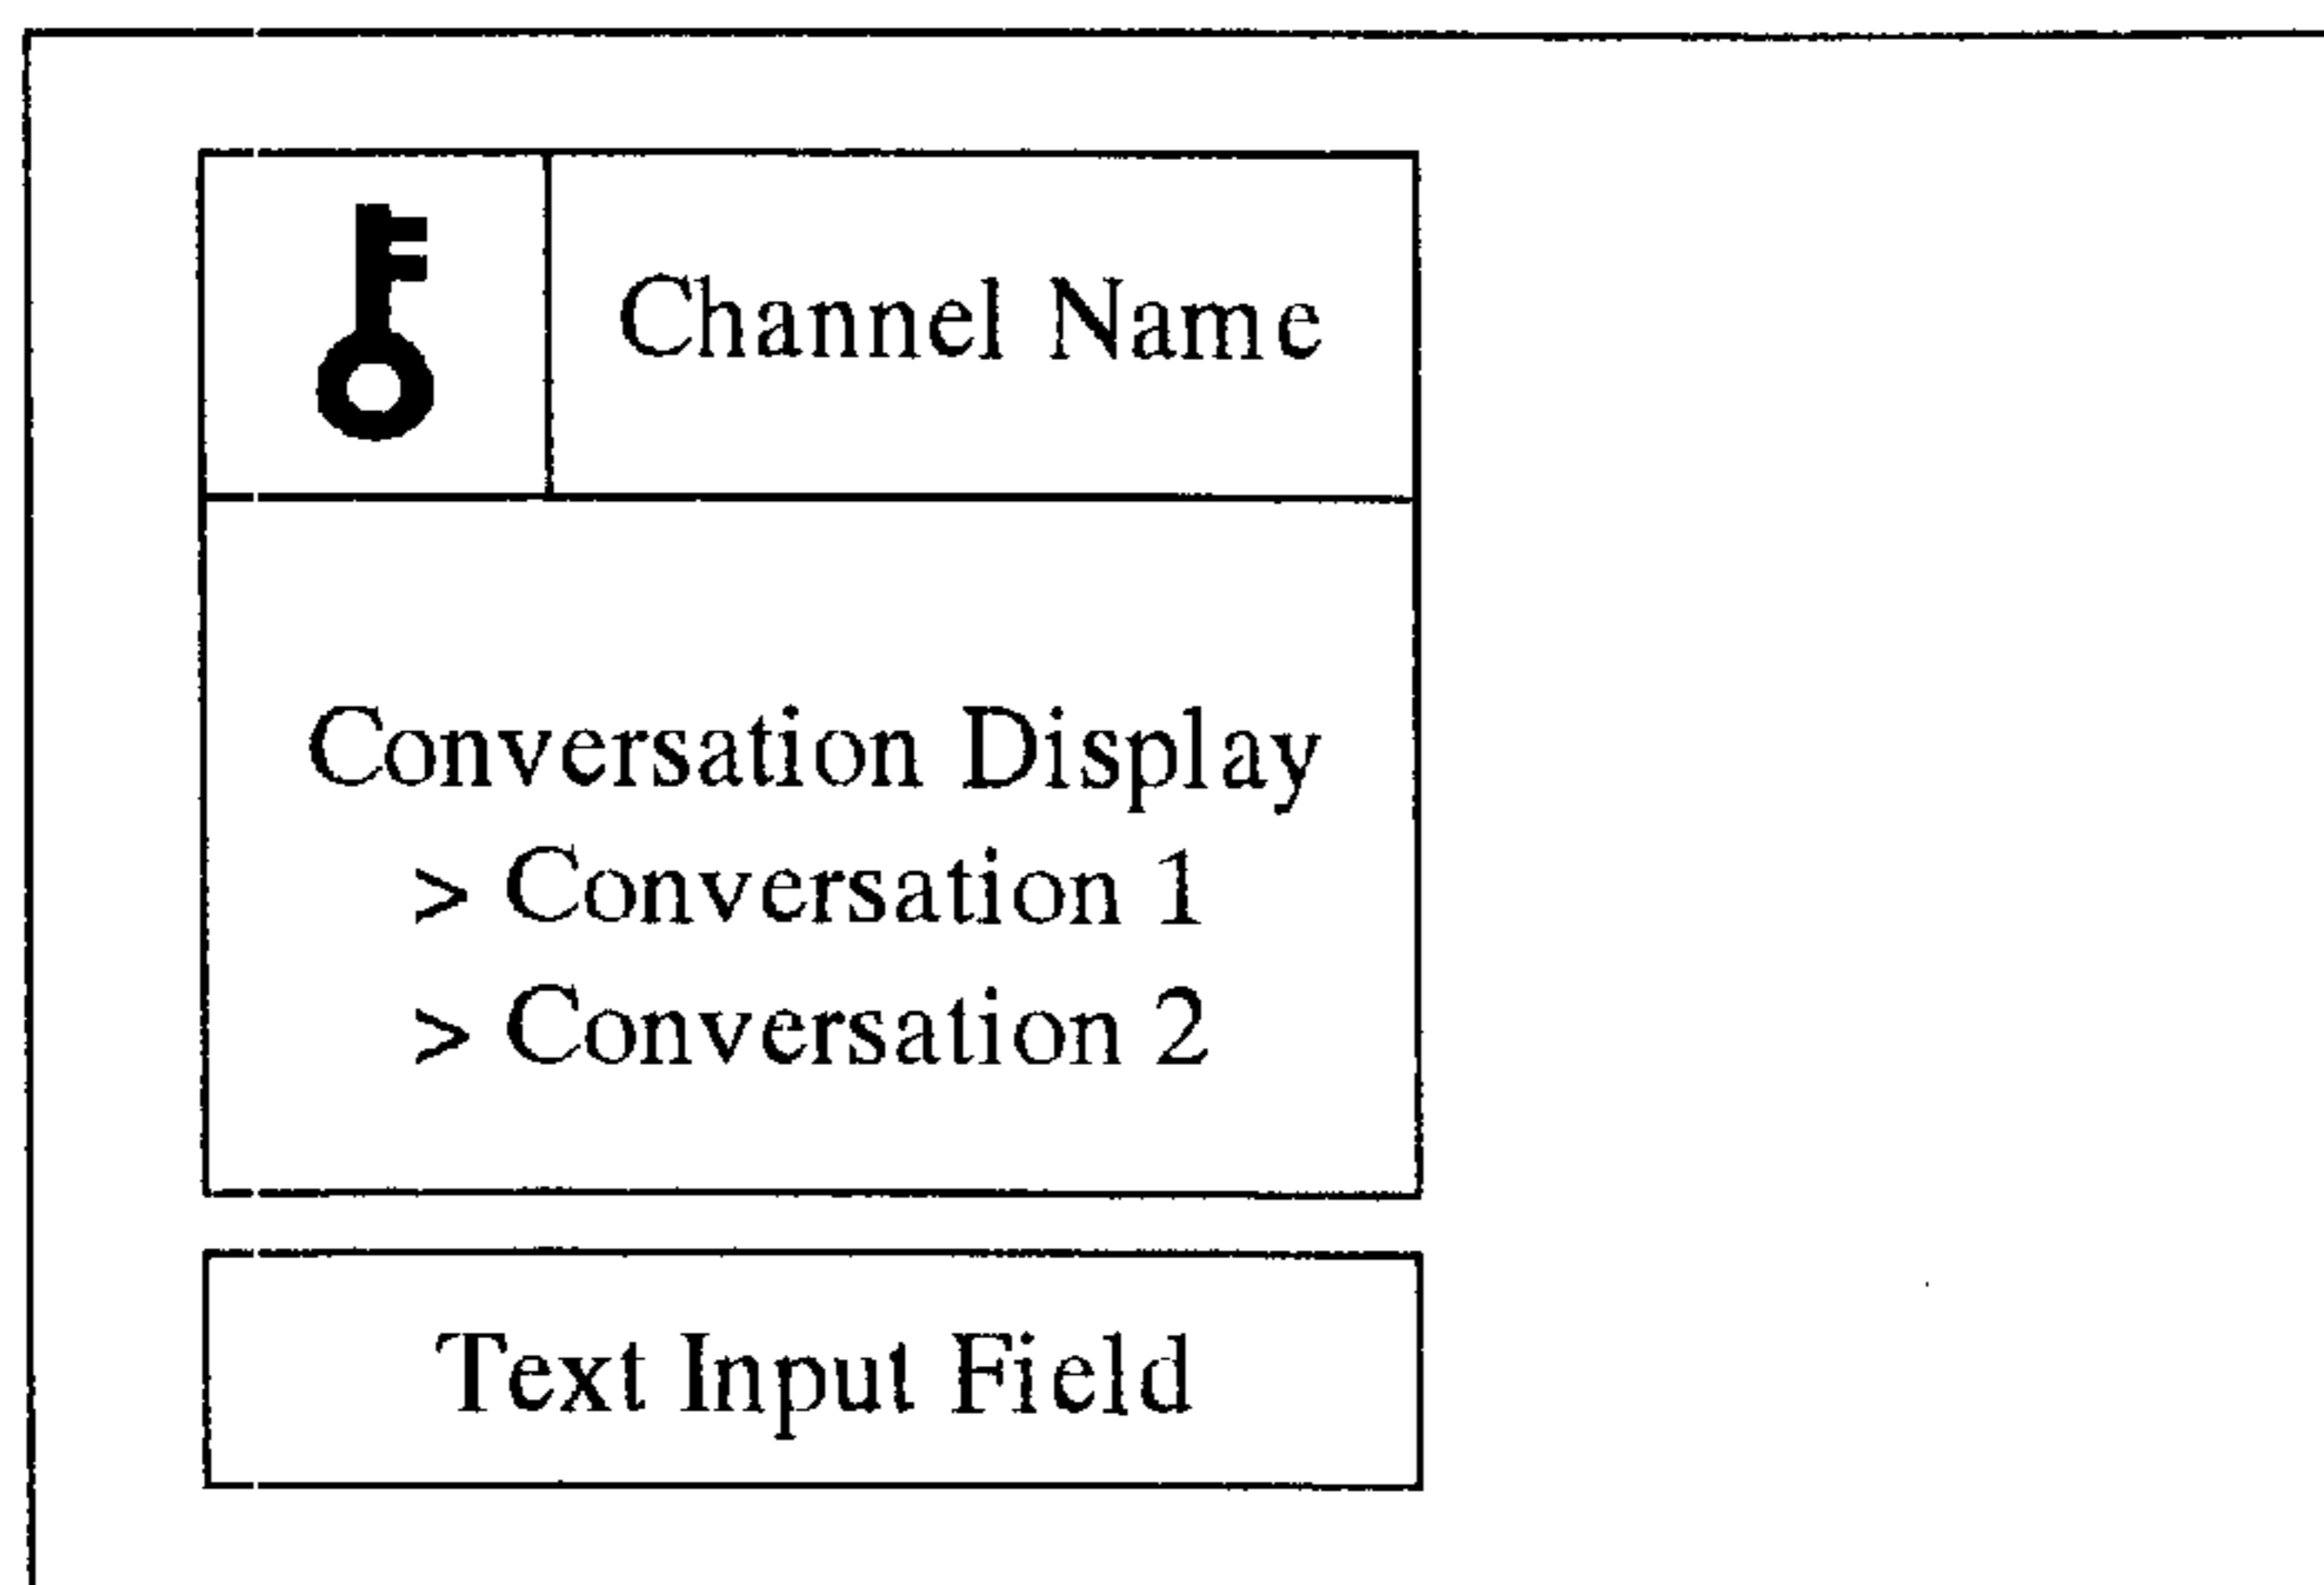 Channel Name
Conversation Display
> Conversation 1
> Conversation 2
Text Input Field